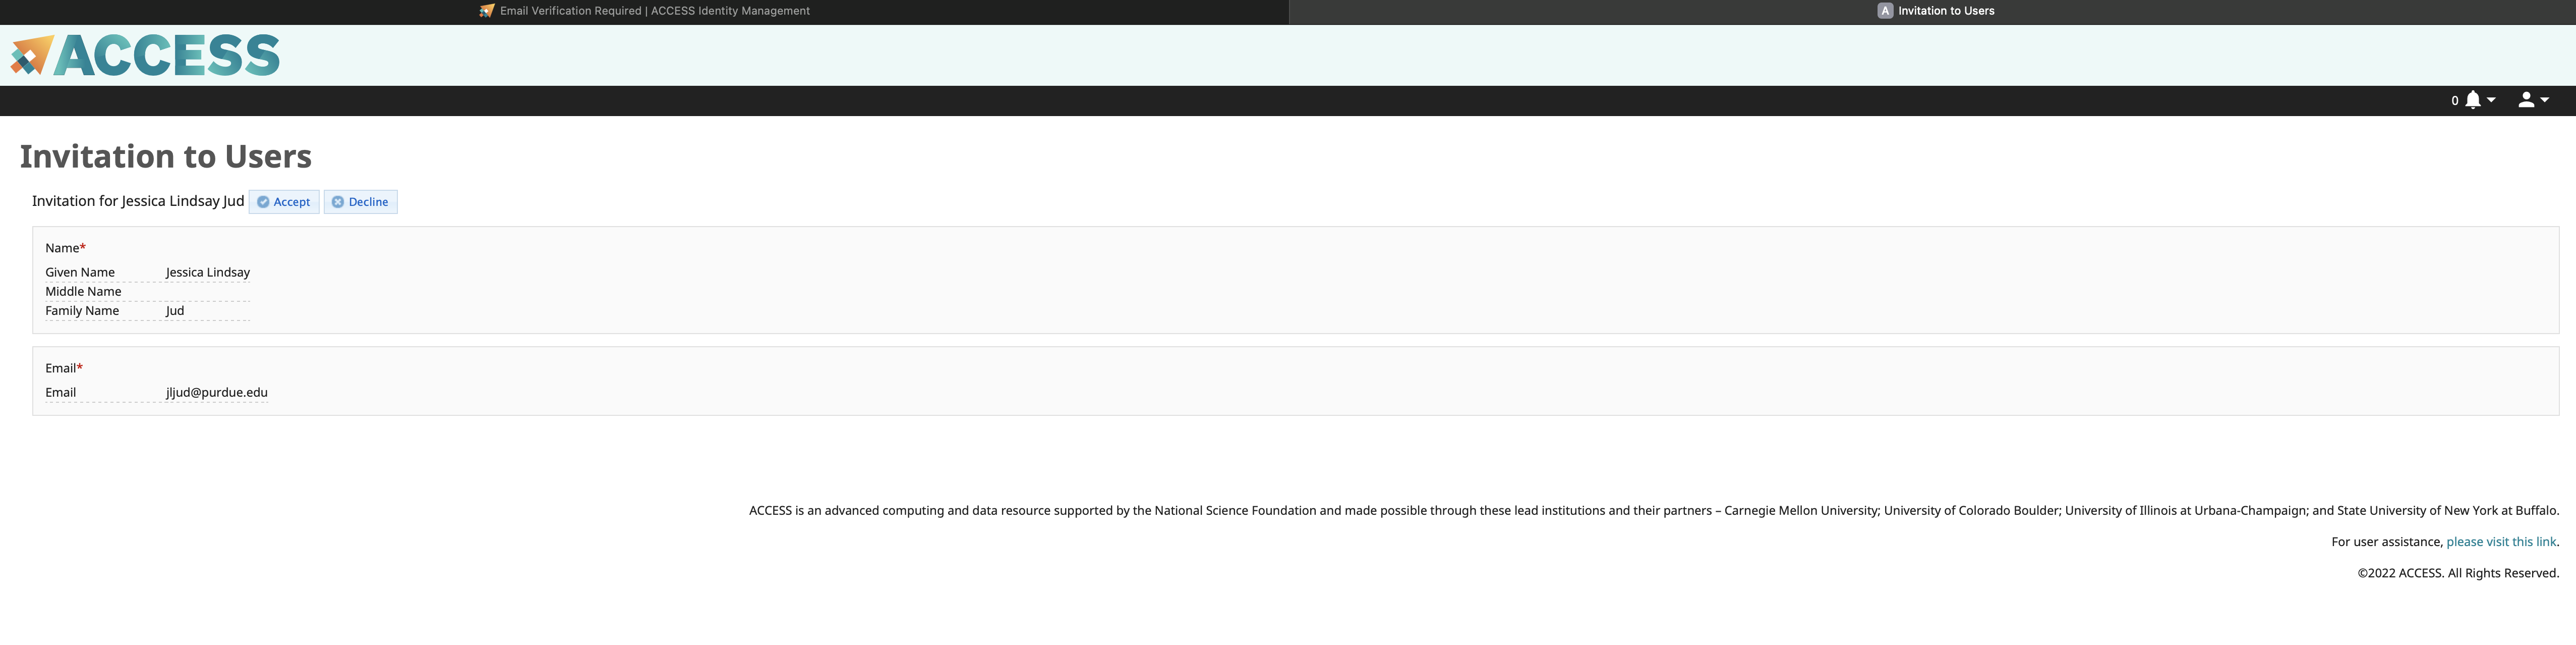 Email Verification Required | ACCESS Identity Management
A Invitation to Users
ACCESS
0
Invitation to Users
Invitation for Jessica Lindsay Jud Accept Decline
Name*
Given Name Jessica Lindsay
Middle Name
Family Name Jud
Email*
Email jljud@purdue.edu
ACCESS is an advanced computing and data resource supported by the National Science Foundation and made possible through these lead institutions and their partners – Carnegie Mellon University; University of Colorado Boulder; University of Illinois at Urbana-Champaign; and State University of New York at Buffalo.
For user assistance, please visit this link.
©2022 ACCESS. All Rights Reserved.